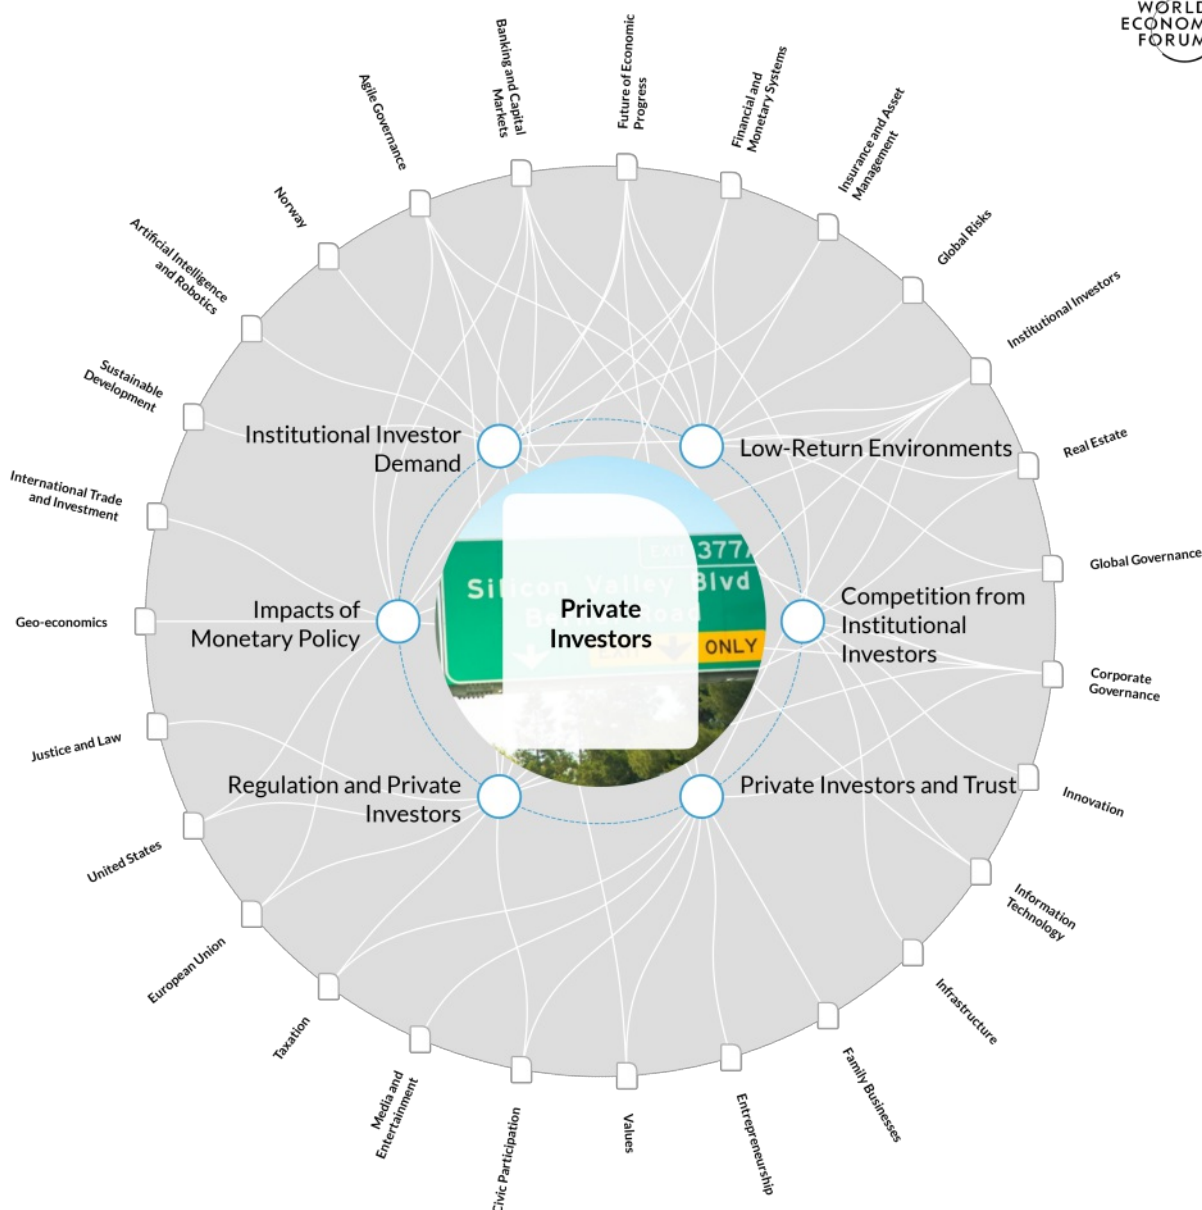 WORLD
ECONOM
FORUM
Banking and Capital
Markets
Future of Economic
Progress
Financial and
Monetary Systems
Insurance and Asset
Management
Global Risks
Institutional Investors
Real Estate
Global Governance
Corporate
Governance
Innovation
Information
Technology
Infrastructure
Family Businesses
Entrepreneurship
Values
Civic Participation
Media and
Entertainment
Taxation
European Union
United States
Justice and Law
Geo-economics
International Trade
and Investment
Sustainable
Development
Artificial Intelligence
and Robotics
Norway
Agile Governance
Institutional Investor
Demand
Low-Return Environments
Impacts of
Monetary Policy
Competition from
Institutional
Investors
Regulation and Private
Investors
Private Investors and Trust
EXIT 377A
Silicon Valley Blvd
Road
ONLY
Private
Investors